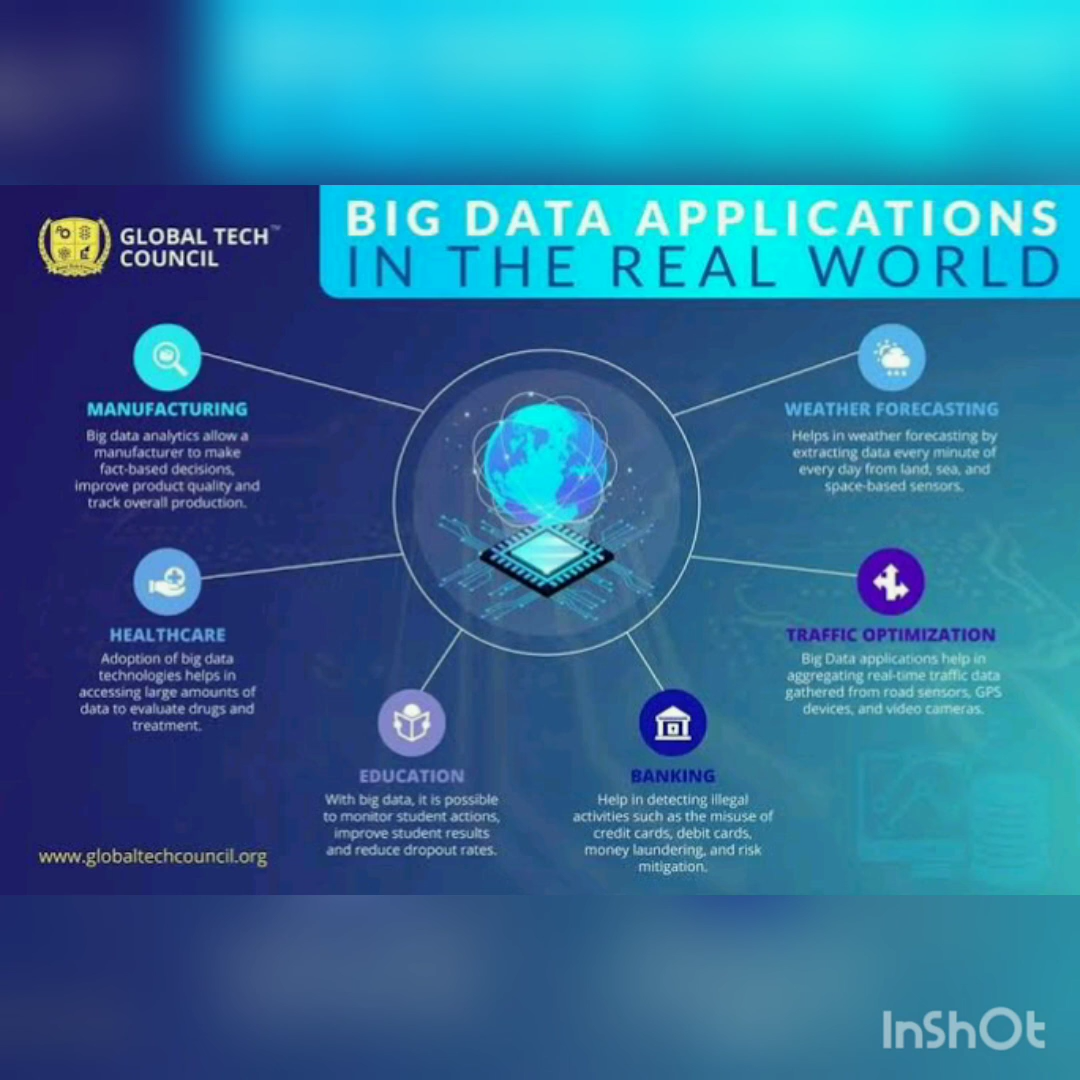 GLOBAL TECH™
COUNCIL
BIG DATA APPLICATIONS
IN THE REAL WORLD
MANUFACTURING
Big data analytics allow a
manufacturer to make
fact-based decisions,
improve product quality and
track overall production.
WEATHER FORECASTING
Helps in weather forecasting by
extracting data every minute of
every day from land, sea, and
space-based sensors.
HEALTHCARE
Adoption of big data
technologies helps in
accessing large amounts of
data to evaluate drugs and
treatment.
TRAFFIC OPTIMIZATION
Big Data applications help in
aggregating real-time traffic data
gathered from road sensors, GPS
devices, and video cameras.
EDUCATION
With big data, it is possible
to monitor student actions,
improve student results
and reduce dropout rates.
BANKING
Help in detecting illegal
activities such as the misuse of
credit cards, debit cards,
money laundering, and risk
mitigation.
www.globaltechcouncil.org
InShOt